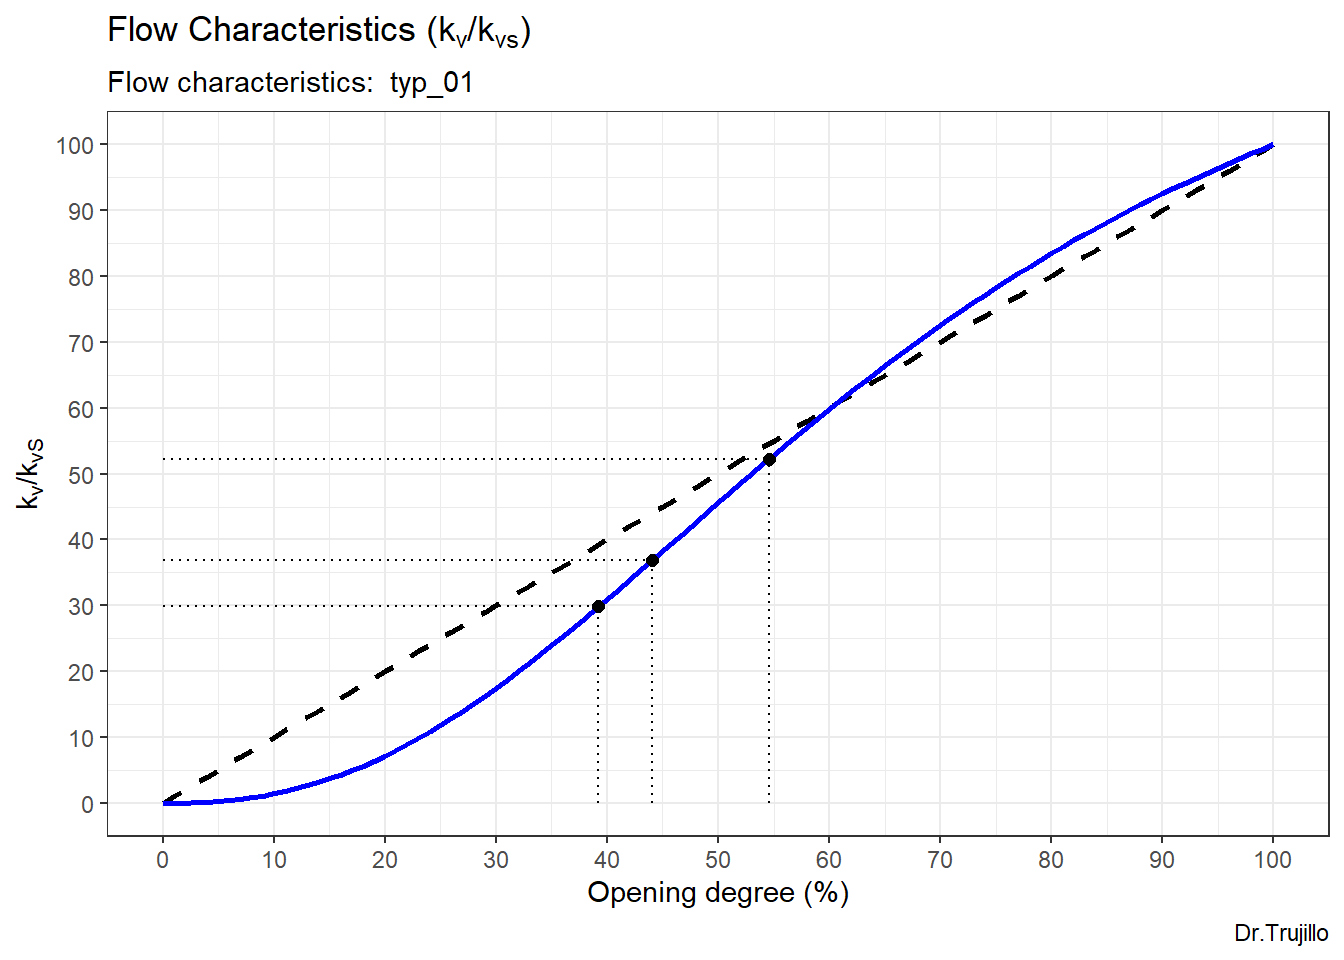 Flow Characteristics (kv/kvs)
Flow characteristics:  typ_01
100
90
80
70
60
50
40
30
20
10
0
kv/kvs
0 10 20 30 40 50 60 70 80 90 100
Opening degree (%)
Dr.Trujillo